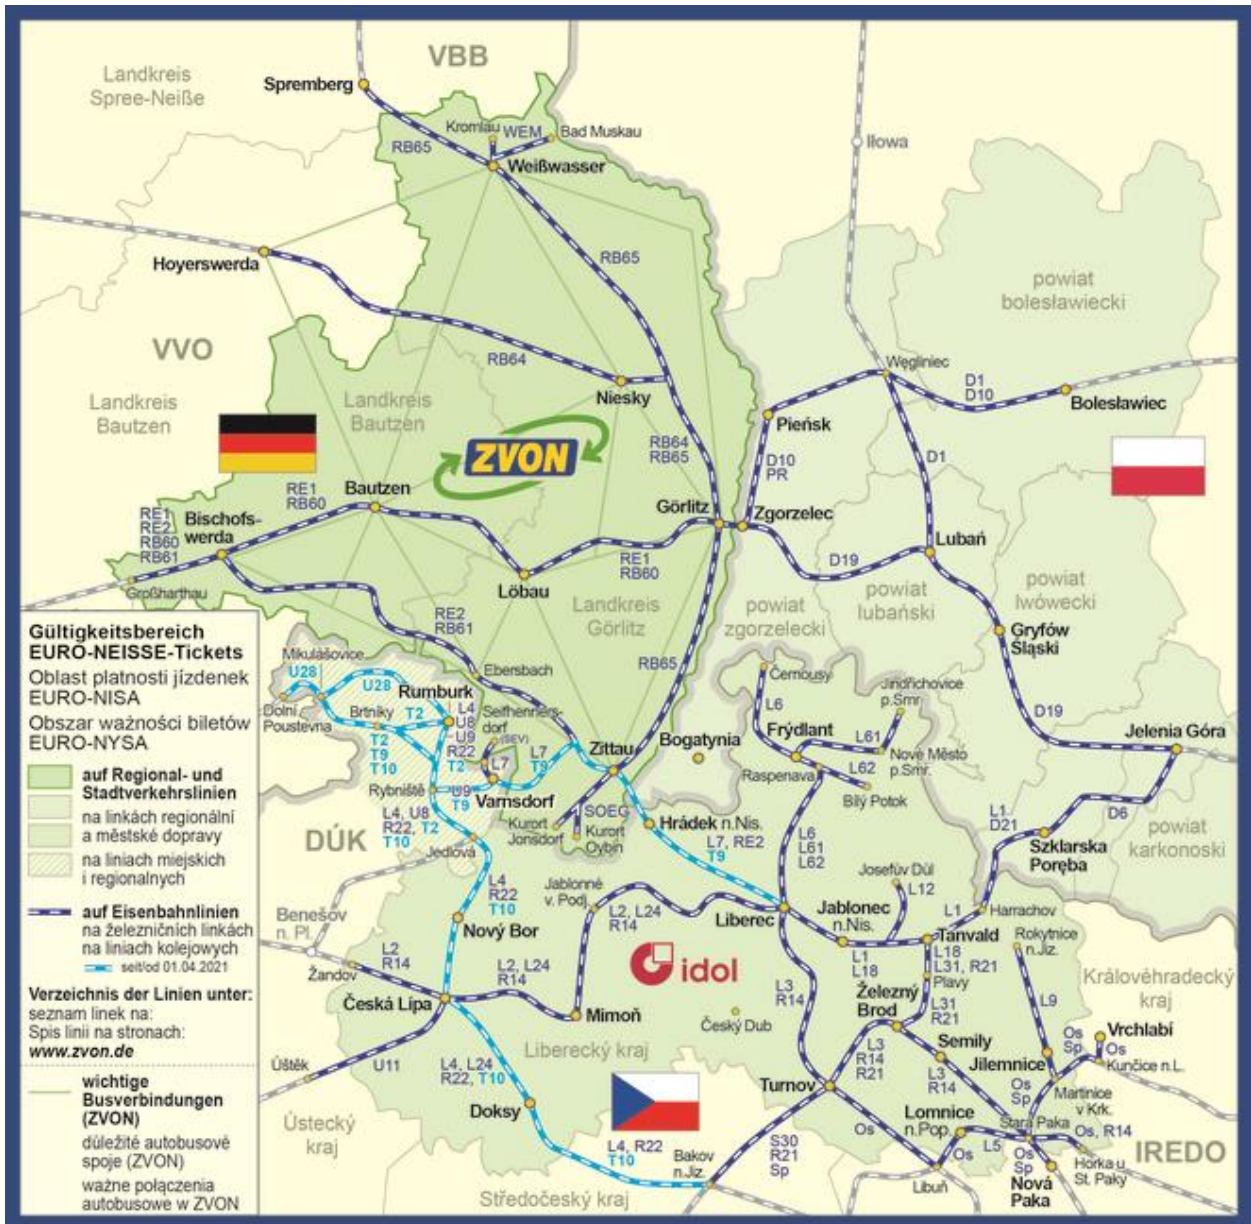 VBB
Landkreis
Spree-Neiße
Spremberg
Kromlau
WEM
Bad Muskau
RB65
Weißwasser
Iłowa
Hoyerswerda
RB65
powiat
bolesławiecki
VVO
RB64
Węgliniec
Niesky
D1
D10
Bolesławiec
Landkreis
Bautzen
Landkreis
Bautzen
Pieńsk
ZVON
RB64
RB65
D10
PR
D1
RE1
RB60
Bautzen
RE1
RE2
RB60
RB61
Bischofs-
werda
Görlitz
Zgorzelec
Lubań
RE1
RB60
D19
Großharthau
Löbau
Landkreis
Görlitz
powiat
zgorzelecki
powiat
lubański
powiat
lwówecki
RE2
RB61
Gryfów
Śląski
Gültigkeitsbereich
EURO-NEISSE-Tickets
Oblast platnosti jízdenek
EURO-NISA
Obszar ważności biletów
EURO-NYSA
auf Regional- und
Stadtverkehrslinien
na linkách regionální
a městské dopravy
na liniach miejskich
i regionalnych
auf Eisenbahnlinien
na železničních linkách
na liniach kolejowych
seit/od 01.04.2021
Verzeichnis der Linien unter:
seznam linek na:
Spis linii na stronach:
www.zvon.de
wichtige
Busverbindungen
(ZVON)
důležité autobusové
spoje (ZVON)
ważne połączenia
autobusowe w ZVON
Mikulášovice
U28
U28
Dolní
Poustevna
Brtníky
T2
T2
T9
T10
Rumburk
Ebersbach
L4
U8
U9
R22
T2
Seifhenners-
dorf
(SEV)
L7
L7
T9
RB65
Zittau
Rybniště
U9
T9
Varnsdorf
L4, U8
R22, T2
T10
Jedlová
DÚK
SOEG
Kurort
Jonsdorf
Kurort
Oybin
Bogatynia
Černousy
L6
Frýdlant
Jindřichovice
p.Smr.
L61
Nové Město
p.Smr.
Raspenava
L62
Bílý Potok
D19
Jelenia Góra
L1
D21
D6
Szklarska
Poręba
powiat
karkonoski
Hrádek n.Nis.
L7, RE2
T9
L6
L61
L62
L4
R22
T10
Jablonné
v. Podj.
L2, L24
R14
Josefův Důl
L12
L1
Harrachov
Liberec
Jablonec
n.Nis.
Tanvald
Rokytnice
n.Jiz.
Benešov
n. Pl.
Nový Bor
L2
R14
Žandov
L2, L24
R14
idol
L1
L18
L18
L31, R21
Plavy
Královéhradecký
kraj
Česká Lípa
Mimoň
Český Dub
L3
R14
Železný
Brod
L31
R21
L9
Liberecký kraj
Semily
Os
Sp
Vrchlabí
Os
Kunčice n.L.
Úštěk
U11
L4, L24
R22, T10
Jilemnice
L3
R14
R21
L3
R14
Turnov
Os
Sp
Martinice
v Krk.
Ústecký
kraj
Doksy
Lomnice
n.Pop.
Stará Paka
Os
L5
Os
Os, R14
IREDO
L4, R22
T10
Bakov
n.Jiz.
S30
R21
Sp
Os
Sp
Horka u
St. Paky
Libuň
Nová
Paka
Středočeský kraj